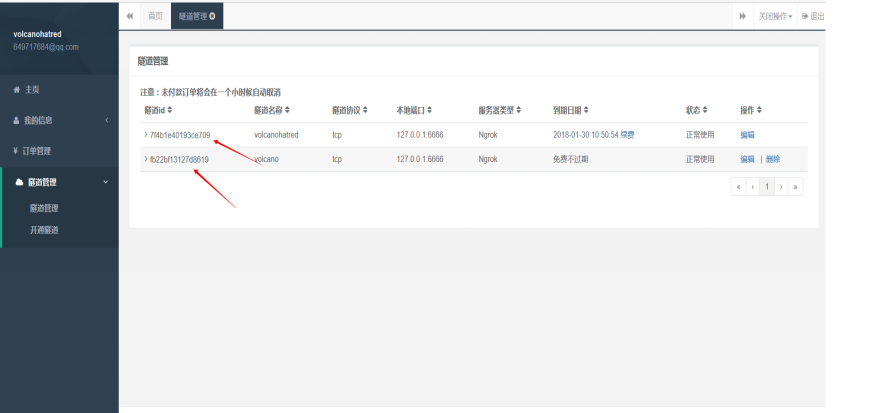 首页 隧道管理 关闭操作 退出
volcanohatred
649717684@qq.com
主页
我的信息
订单管理
隧道管理
隧道管理
开通隧道
隧道管理
注意：未付款订单将会在一个小时候自动取消
隧道id 隧道名称 隧道协议 本地端口 服务器类型 到期日期 状态 操作
7f4b1e40193ce709 volcanohatred tcp 127.0.0.1:6666 Ngrok 2018-01-30 10:50:54 续费 正常使用 编辑
fb22bf13127d8619 volcano tcp 127.0.0.1:6666 Ngrok 免费不过期 正常使用 编辑 | 删除
« ‹ 1 › »